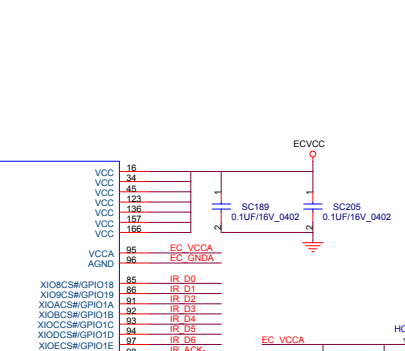 ECVCC
VCC 16
VCC 34
VCC 45
VCC 123
VCC 136
VCC 157
VCC 166
1 1
SC189 SC205
0.1UF/16V_0402 0.1UF/16V_0402
2 2
VCCA 95 EC_VCCA
AGND 96 EC_GNDA
XIO8CS#/GPIO18 85 IR_D0
XIO9CS#/GPIO19 86 IR_D1
XIOACS#/GPIO1A 91 IR_D2
XIOBCS#/GPIO1B 92 IR_D3
XIOCCS#/GPIO1C 93 IR_D4
XIODCS#/GPIO1D 94 IR_D5
XIOECS#/GPIO1E 97 IR_D6 EC_VCCA
IR_ACK-